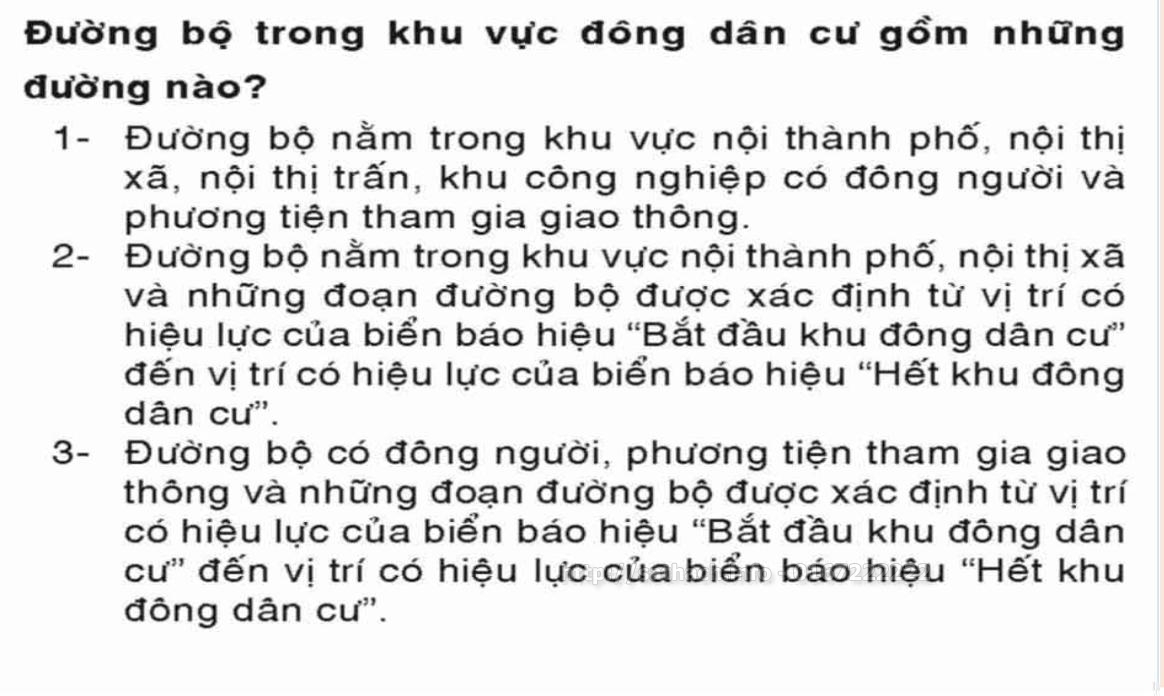 Đường bộ trong khu vực đông dân cư gồm những
đường nào?
1- Đường bộ nằm trong khu vực nội thành phố, nội thị
xã, nội thị trấn, khu công nghiệp có đông người và
phương tiện tham gia giao thông.
2- Đường bộ nằm trong khu vực nội thành phố, nội thị xã
và những đoạn đường bộ được xác định từ vị trí có
hiệu lực của biển báo hiệu “Bắt đầu khu đông dân cư”
đến vị trí có hiệu lực của biển báo hiệu “Hết khu đông
dân cư”.
3- Đường bộ có đông người, phương tiện tham gia giao
thông và những đoạn đường bộ được xác định từ vị trí
có hiệu lực của biển báo hiệu “Bắt đầu khu đông dân
cư” đến vị trí có hiệu lực của biển báo hiệu “Hết khu
đông dân cư”.